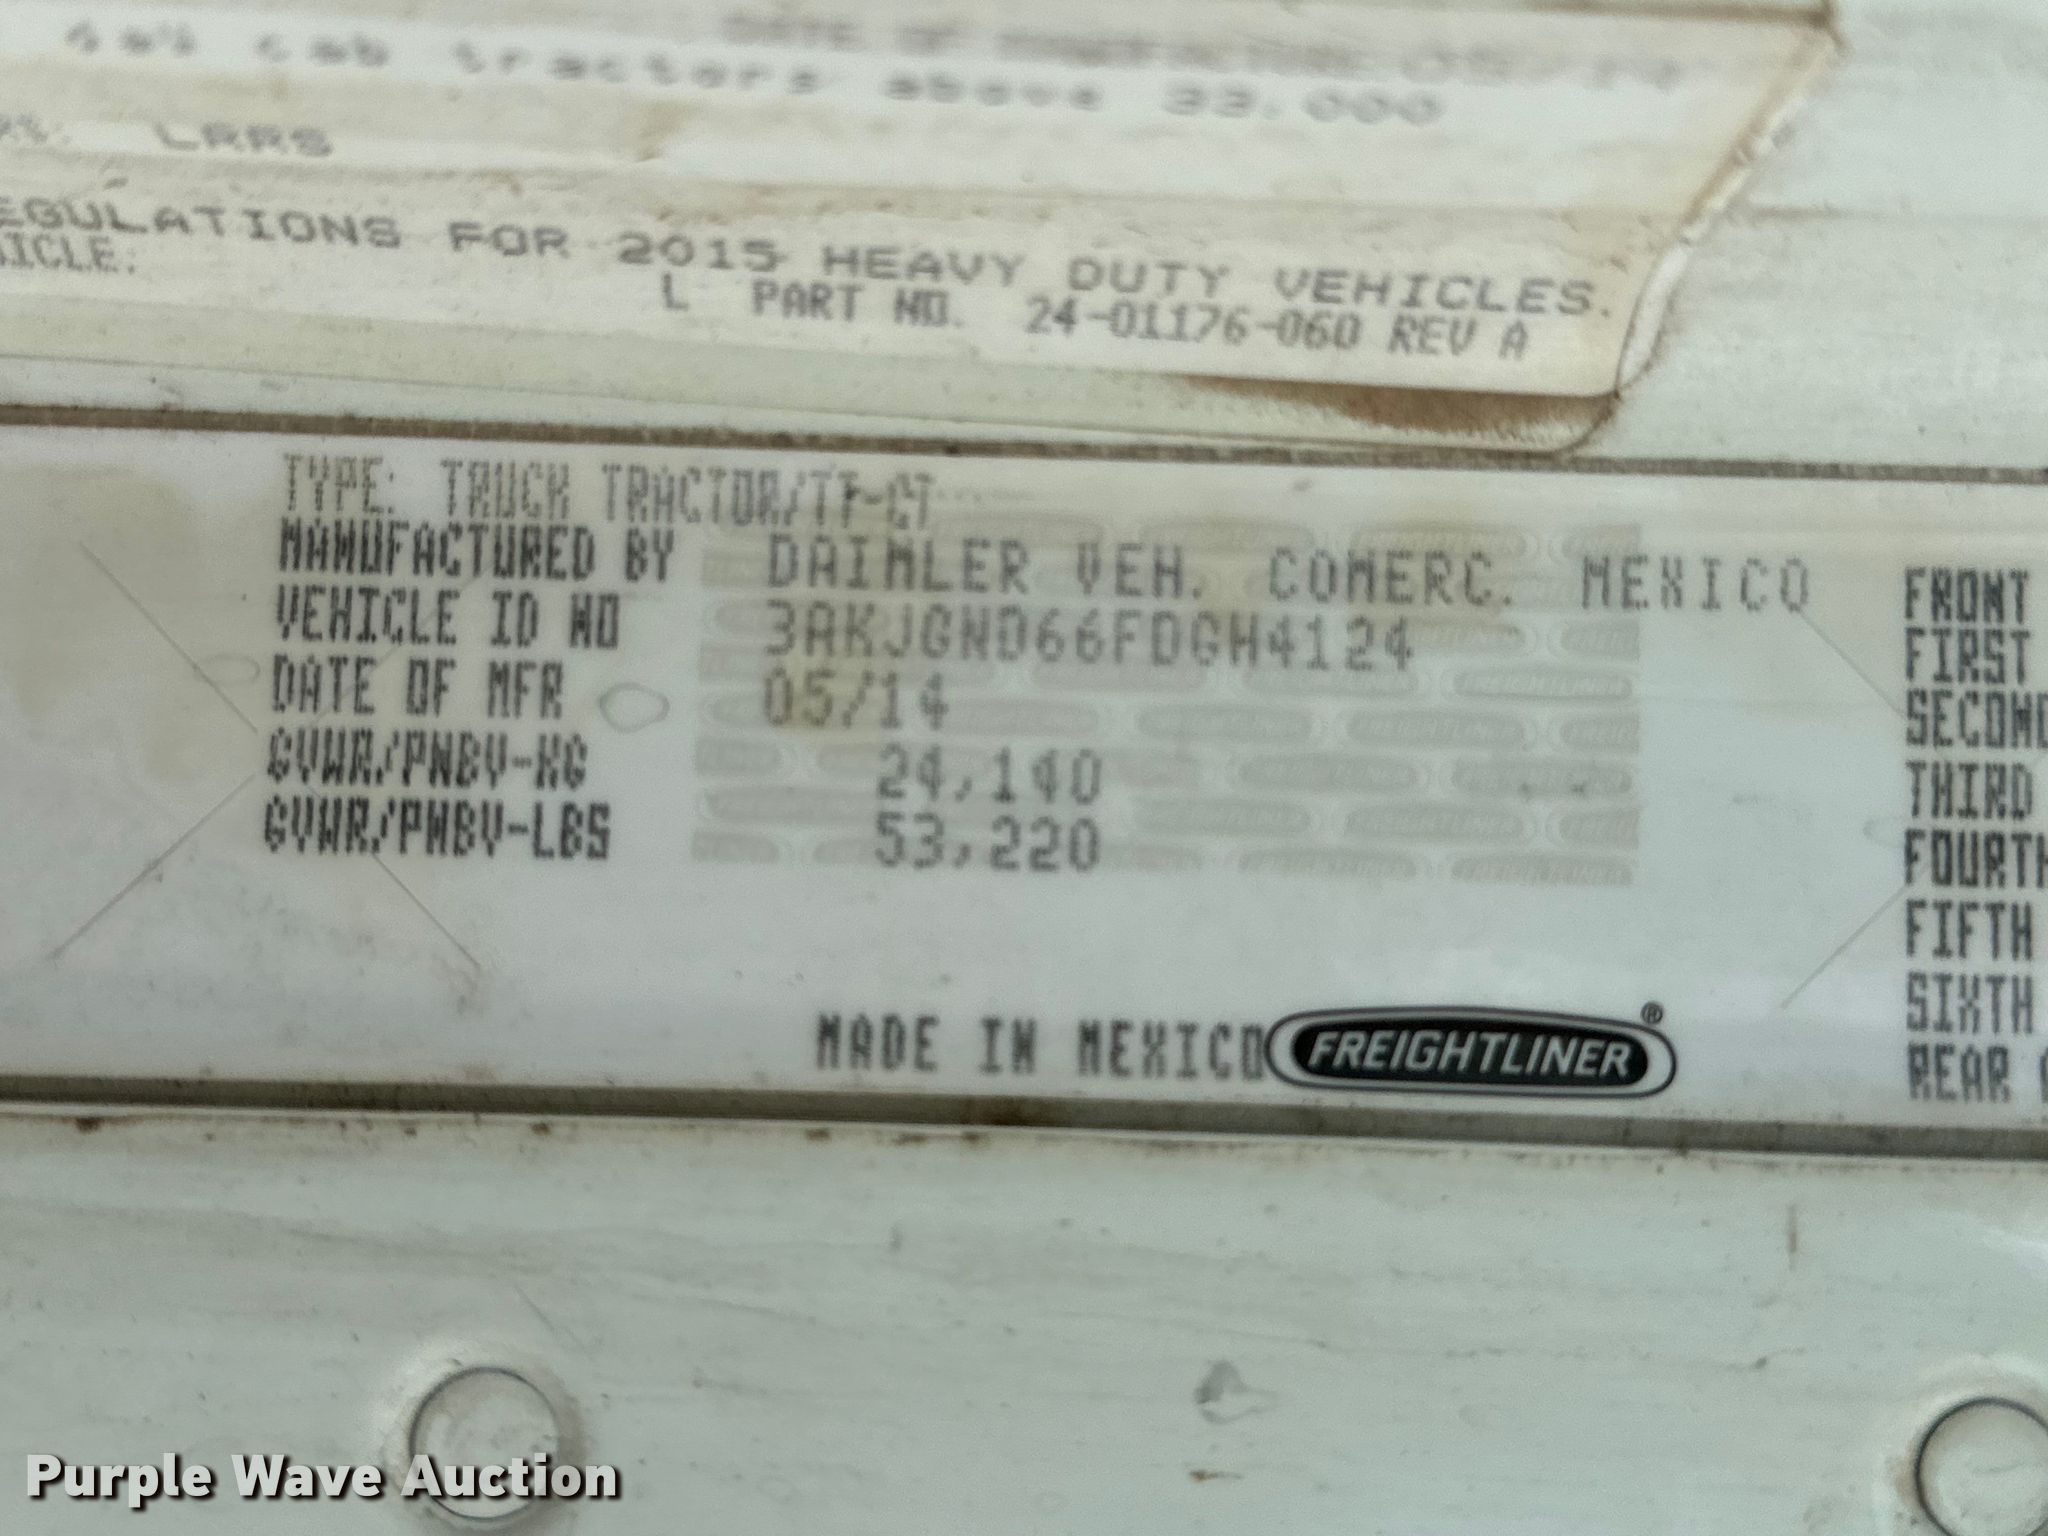 cab tractors above 33,000
LRRS
EGULATIONS FOR 2015 HEAVY DUTY VEHICLES.
ICLE.
L PART NO. 24-01176-060 REV A
TYPE: TRUCK TRACTOR/TT-CT
MANUFACTURED BY DAIMLER VEH. COMERC. MEXICO
VEHICLE ID NO 3AKJGND66FDGH4124
DATE OF MFR 05/14
GVWR/PNBV-KG 24,140
GVWR/PNBV-LBS 53,220
FRONT
FIRST
SECOND
THIRD
FOURTH
FIFTH
SIXTH
REAR
MADE IN MEXICO FREIGHTLINER®
Purple Wave Auction